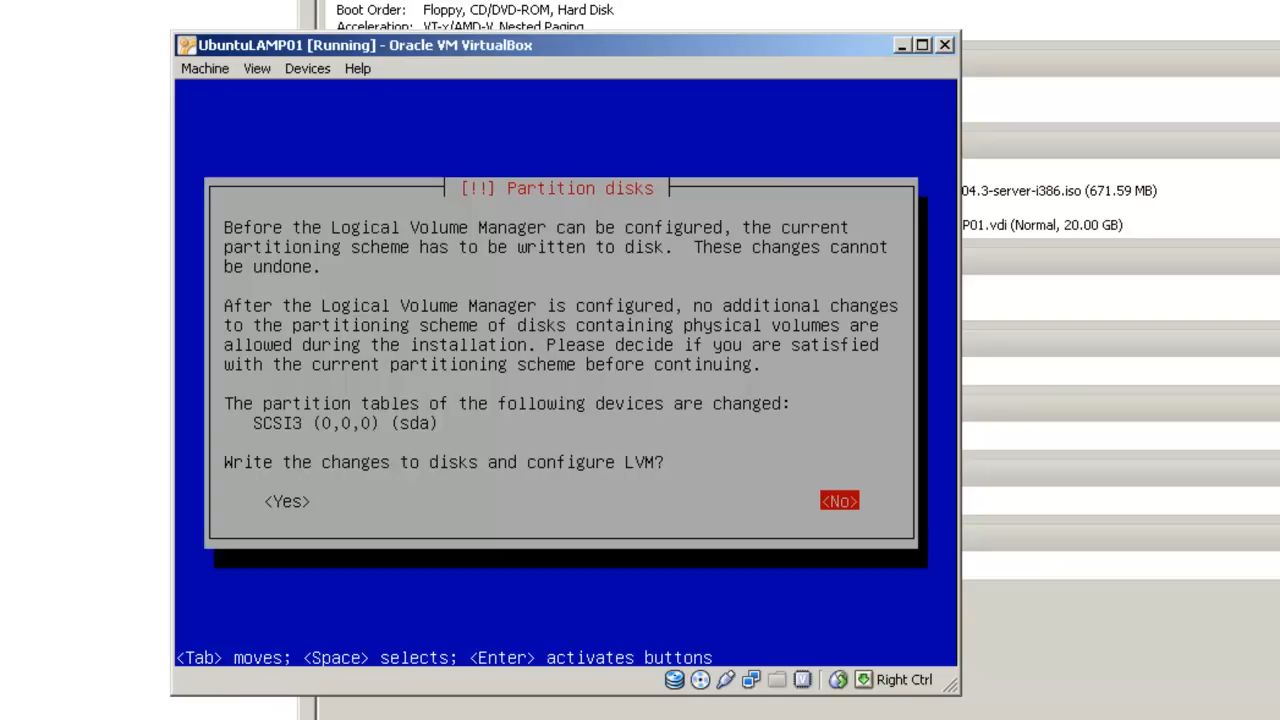 Boot Order: Floppy, CD/DVD-ROM, Hard Disk
Acceleration: VT-x/AMD-V, Nested Paging
UbuntuLAMP01 [Running] - Oracle VM VirtualBox
Machine View Devices Help
[!!] Partition disks
Before the Logical Volume Manager can be configured, the current
partitioning scheme has to be written to disk. These changes cannot
be undone.
After the Logical Volume Manager is configured, no additional changes
to the partitioning scheme of disks containing physical volumes are
allowed during the installation. Please decide if you are satisfied
with the current partitioning scheme before continuing.
The partition tables of the following devices are changed:
SCSI3 (0,0,0) (sda)
Write the changes to disks and configure LVM?
<Yes> <No>
04.3-server-i386.iso (671.59 MB)
P01.vdi (Normal, 20.00 GB)
<Tab> moves; <Space> selects; <Enter> activates buttons
Right Ctrl